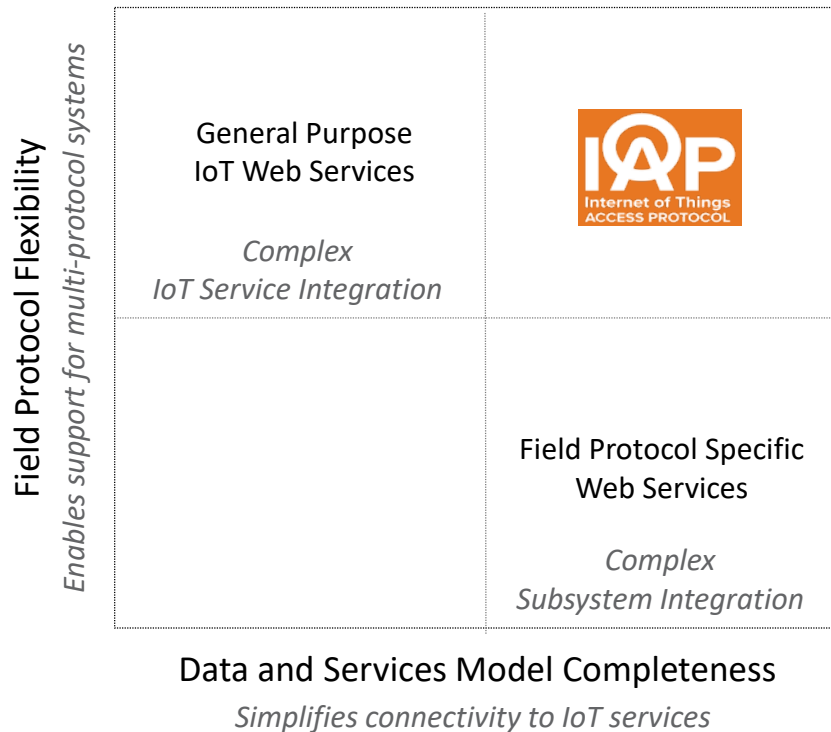 Field Protocol Flexibility
Enables support for multi-protocol systems
General Purpose
IoT Web Services
Complex
IoT Service Integration
IOAP
Internet of Things
ACCESS PROTOCOL
Field Protocol Specific
Web Services
Complex
Subsystem Integration
Data and Services Model Completeness
Simplifies connectivity to IoT services